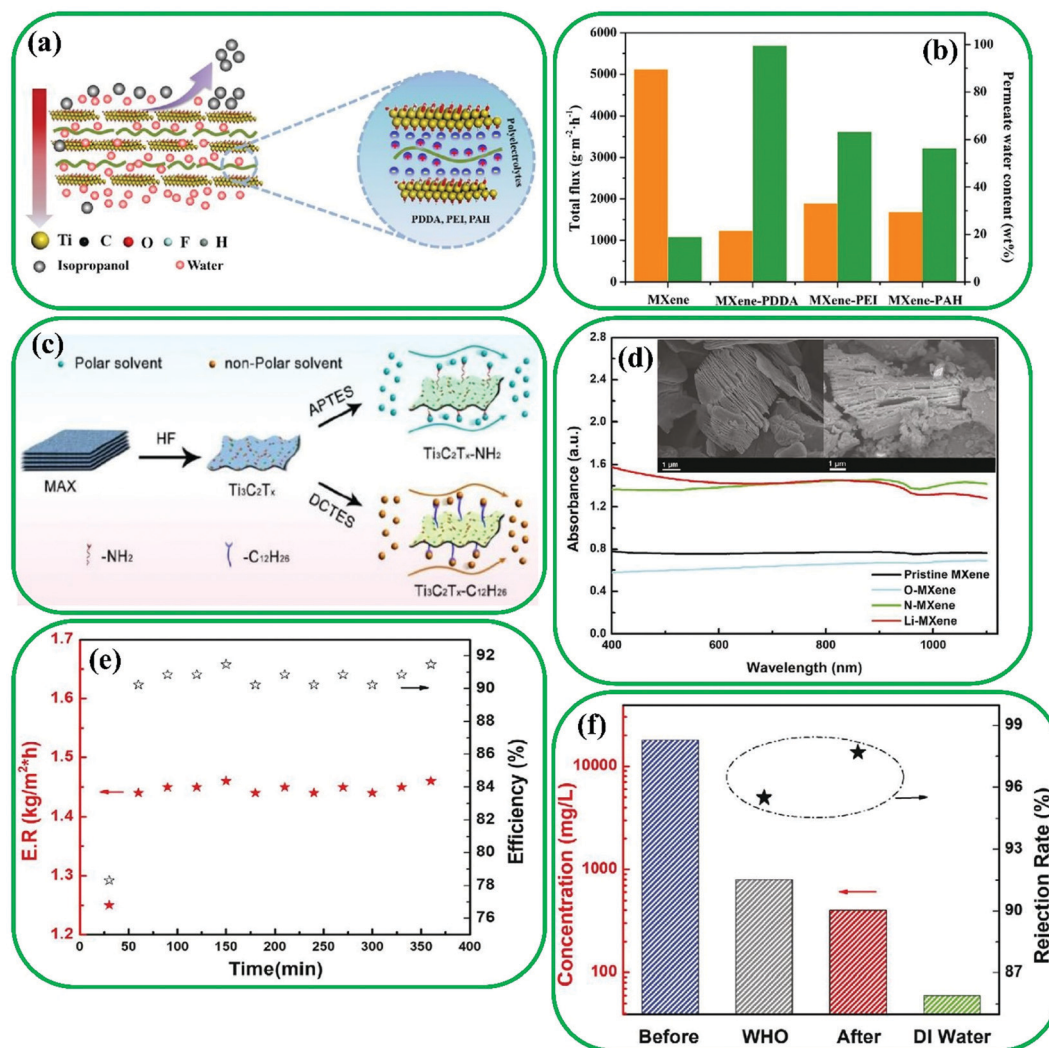 (a)
Polyelectrolytes
PDDA, PEI, PAH
Ti C O F H
Isopropanol Water
(b)
Total flux (g·m⁻²·h⁻¹)
6000
5000
4000
3000
2000
1000
0
Permeate water content (wt%)
100
80
60
40
20
0
MXene MXene-PDDA MXene-PEI MXene-PAH
(c)
Polar solvent non-Polar solvent
MAX
HF
Ti₃C₂Tₓ
APTES
Ti₃C₂Tₓ-NH₂
DCTES
Ti₃C₂Tₓ-C₁₂H₂₆
-NH₂ -C₁₂H₂₆
(d)
Absorbance (a.u.)
2.8
2.4
2.0
1.6
1.2
0.8
0.4
0.0
1 μm 1 μm
Pristine MXene
O-MXene
N-MXene
Li-MXene
400 600 800 1000
Wavelength (nm)
(e)
E.R (kg/m²*h)
1.7
1.6
1.5
1.4
1.3
1.2
Efficiency (%)
92
90
88
86
84
82
80
78
76
0 50 100 150 200 250 300 350 400
Time(min)
(f)
Concentration (mg/L)
10000
1000
100
Rejection Rate (%)
99
96
93
90
87
Before WHO After DI Water